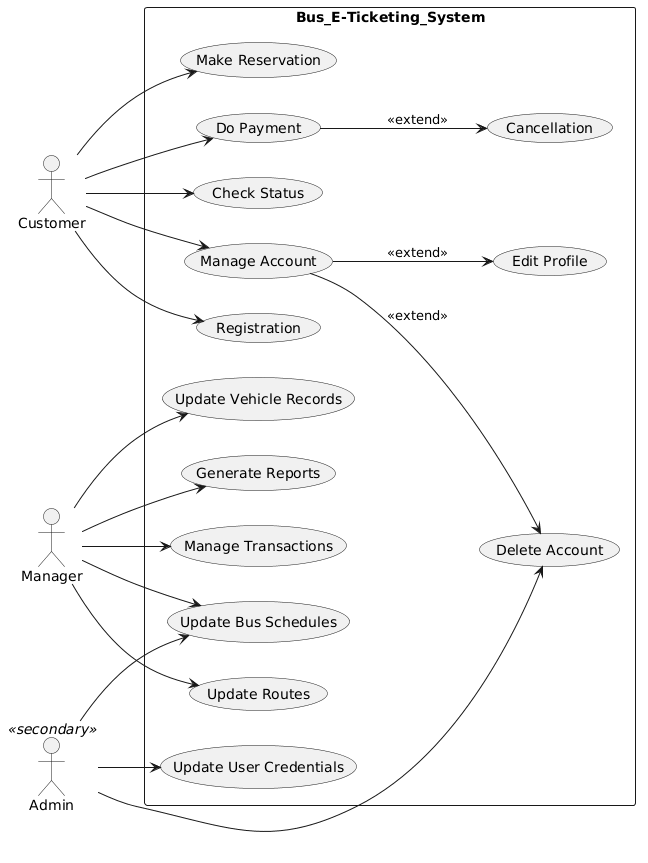 Bus_E-Ticketing_System
Make Reservation
Do Payment
«extend»
Cancellation
Check Status
Customer
Manage Account
«extend»
Edit Profile
«extend»
Registration
Update Vehicle Records
Generate Reports
Manage Transactions
Delete Account
Manager
Update Bus Schedules
Update Routes
«secondary»
Update User Credentials
Admin